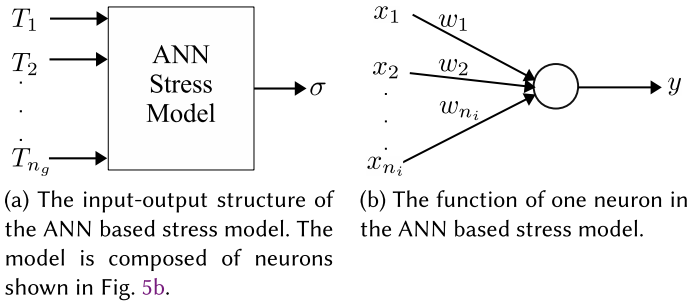 T1
T2
.
.
.
Tng
ANN
Stress
Model
σ
(a) The input-output structure of
the ANN based stress model. The
model is composed of neurons
shown in Fig. 5b.
x1
x2
.
.
.
xni
w1
w2
wni
y
(b) The function of one neuron in
the ANN based stress model.